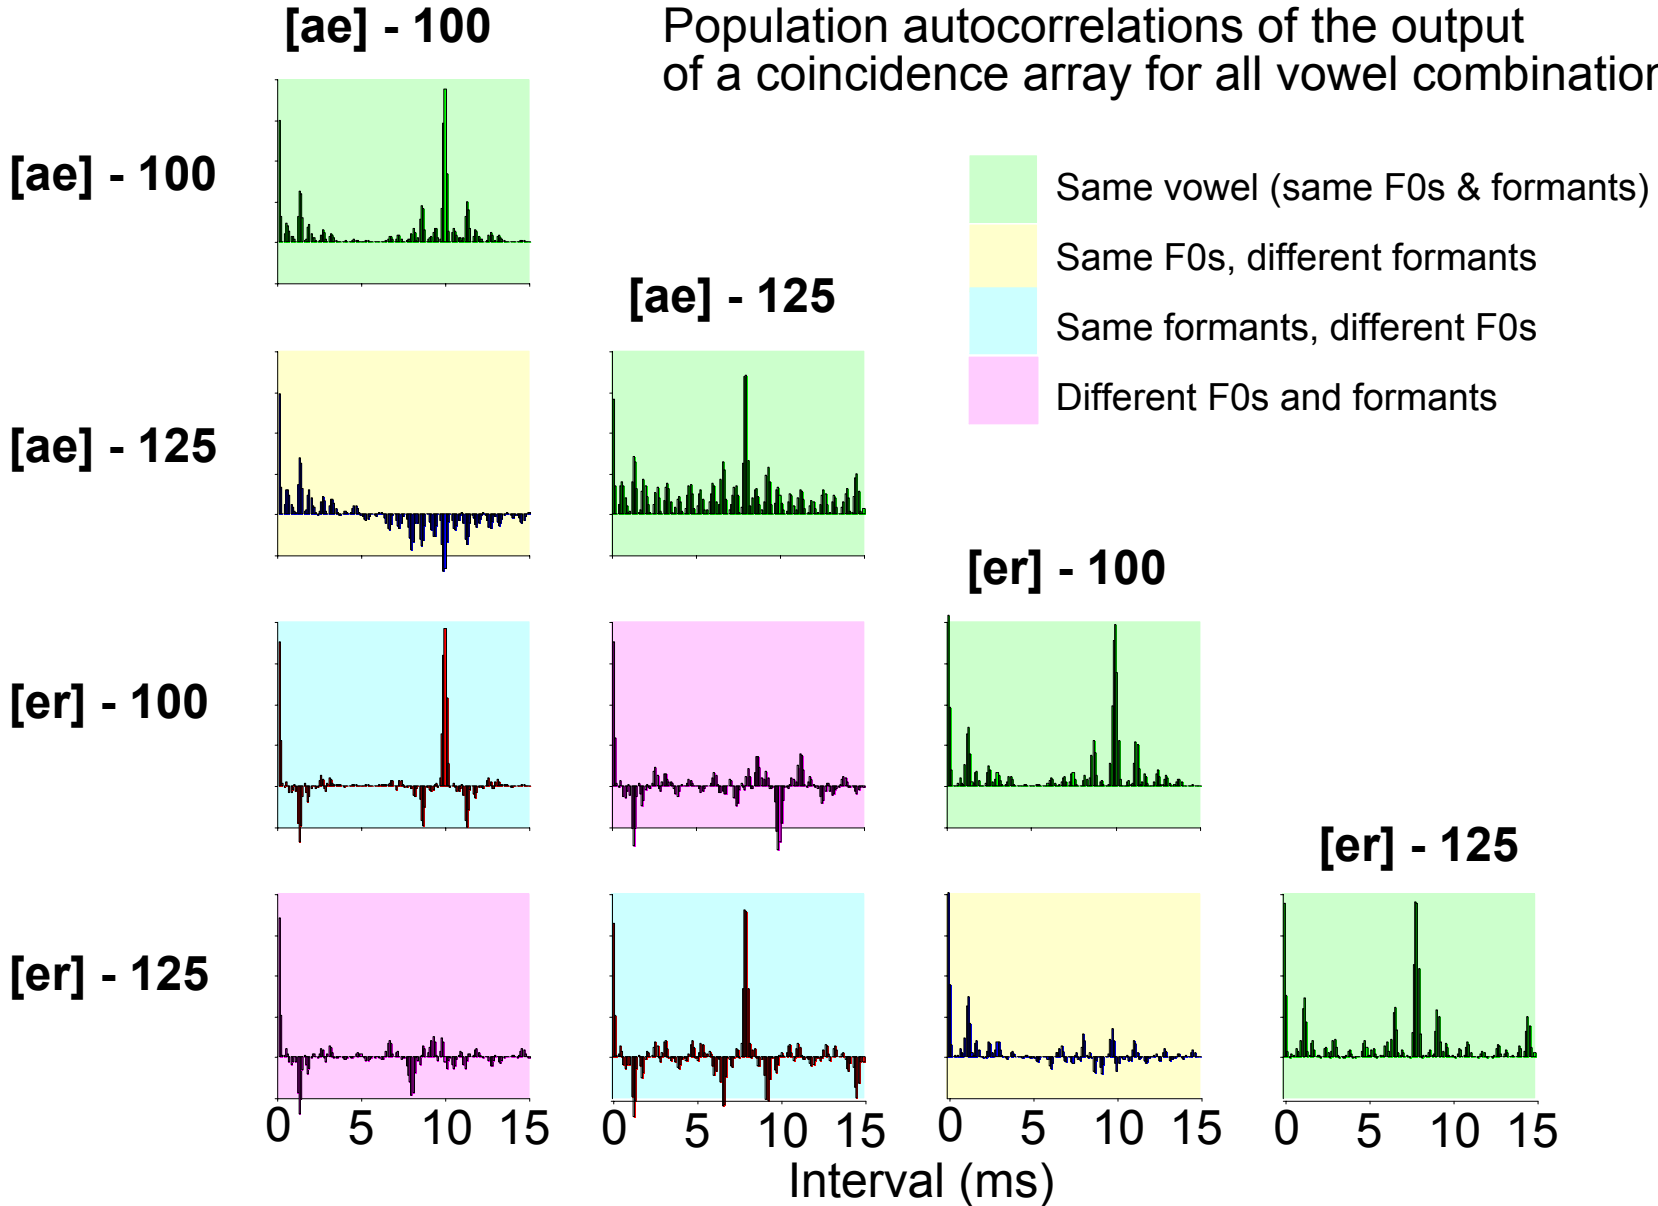 [ae] - 100
Population autocorrelations of the output
of a coincidence array for all vowel
[ae] - 100
Same vowel (same F0s & formants)
Same F0s, different formants
Same formants, different F0s
Different F0s and formants
[ae] - 125
[ae] - 125
[er] - 100
[er] - 100
[er] - 125
[er] - 125
0 5 10 15 0 5 10 15 0 5 10 15 0 5 10 15
Interval (ms)